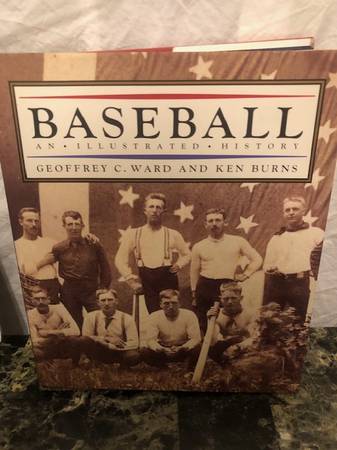 BASEBALL
AN · ILLUSTRATED · HISTORY
GEOFFREY C. WARD AND KEN BURNS